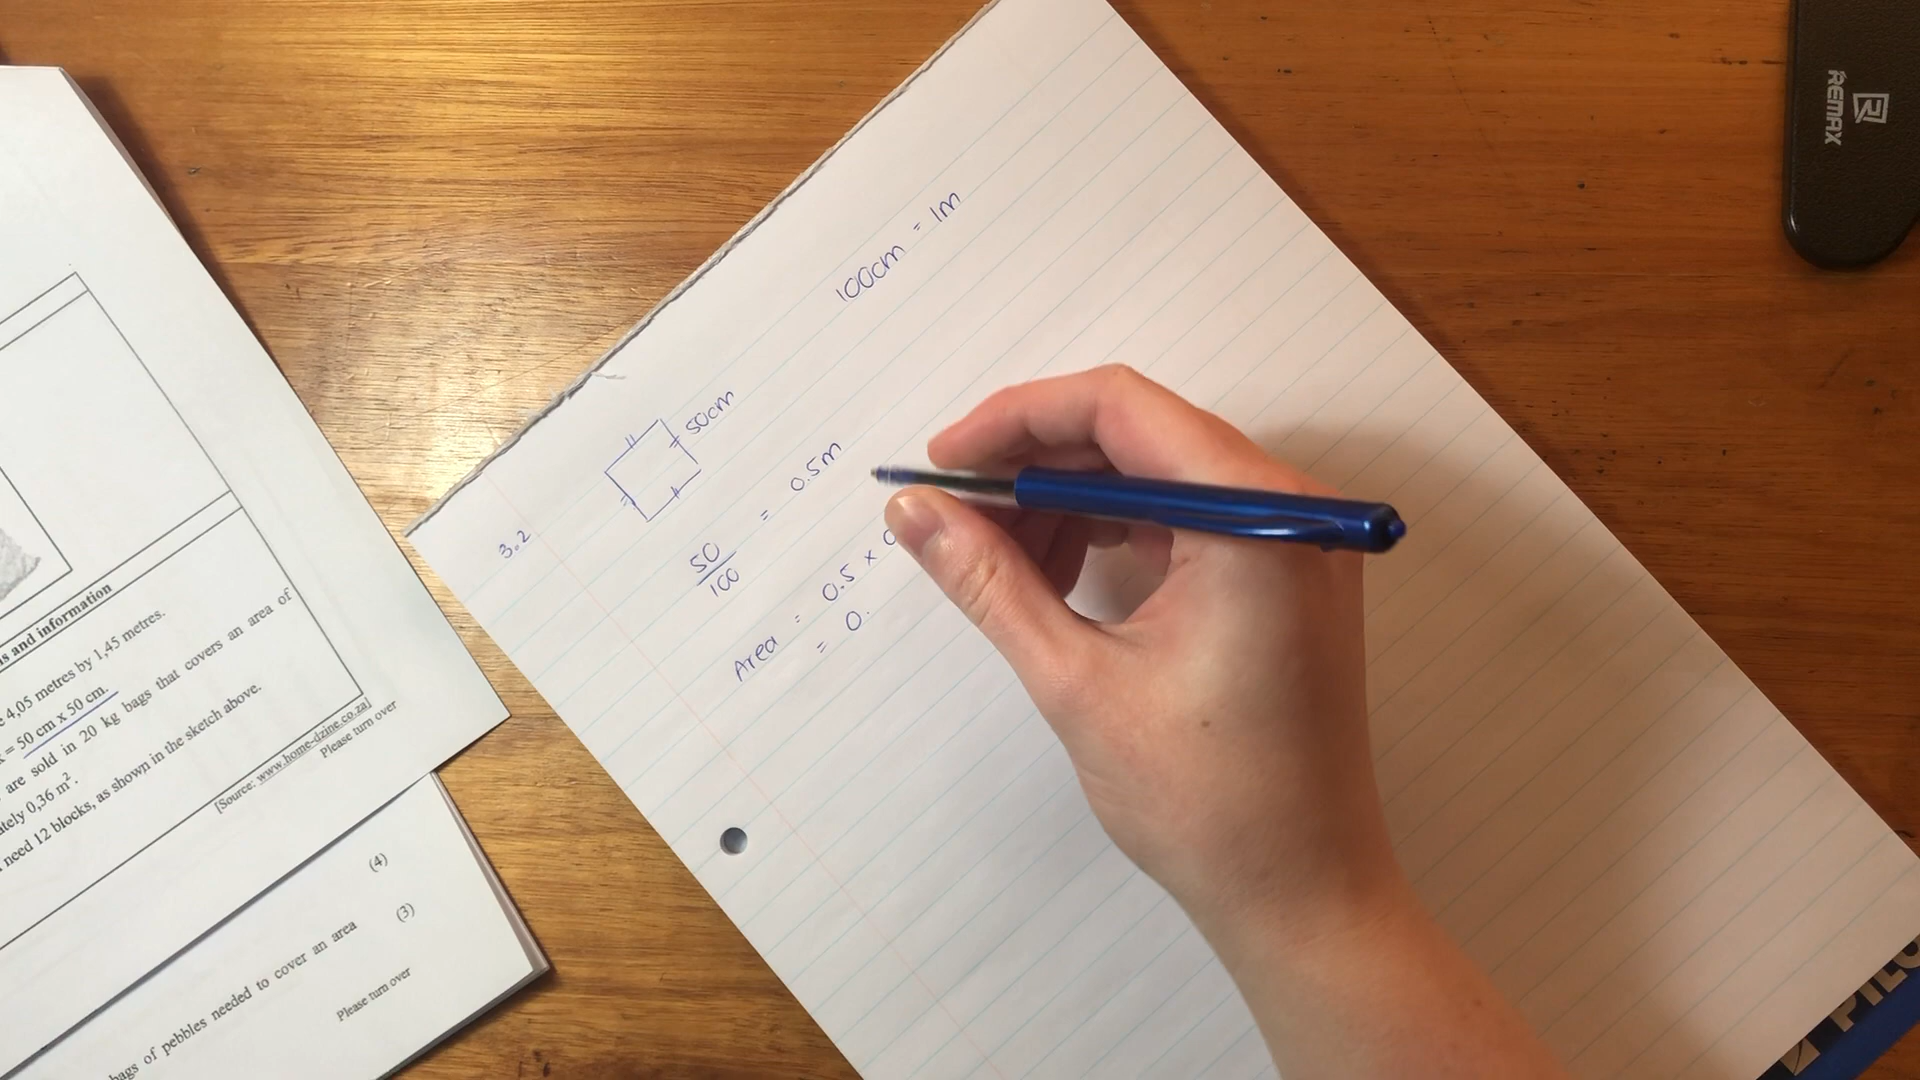 100cm = 1m
50cm
3.2
50
100
= 0.5m
Area = 0.5 ×
= 0.
and information
4,05 metres by 1,45 metres.
= 50 cm x 50 cm.
are sold in 20 kg bags that covers an area of
0,36 m².
need 12 blocks, as shown in the sketch above.
[Source: www.home-dzine.co.za]
Please turn over
(4)
(3)
bags of pebbles needed to cover an area
Please turn over
REMAX